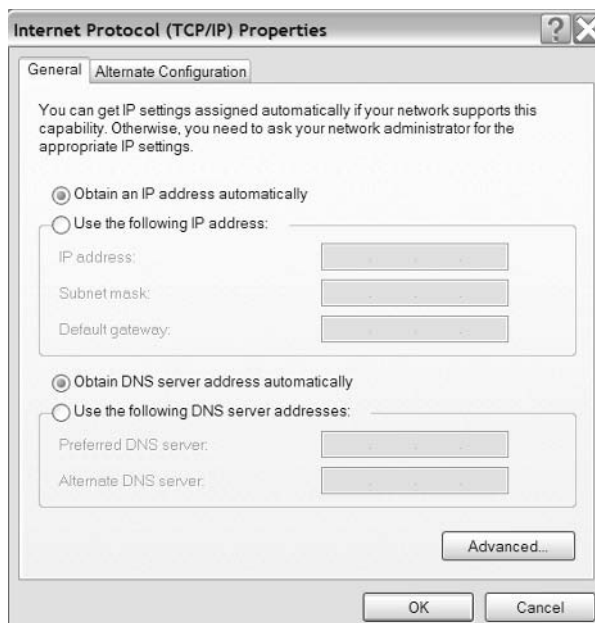 Internet Protocol (TCP/IP) Properties
General
Alternate Configuration
You can get IP settings assigned automatically if your network supports this
capability. Otherwise, you need to ask your network administrator for the
appropriate IP settings.
Obtain an IP address automatically
Use the following IP address:
IP address:
Subnet mask:
Default gateway:
Obtain DNS server address automatically
Use the following DNS server addresses:
Preferred DNS server:
Alternate DNS server:
Advanced...
OK
Cancel